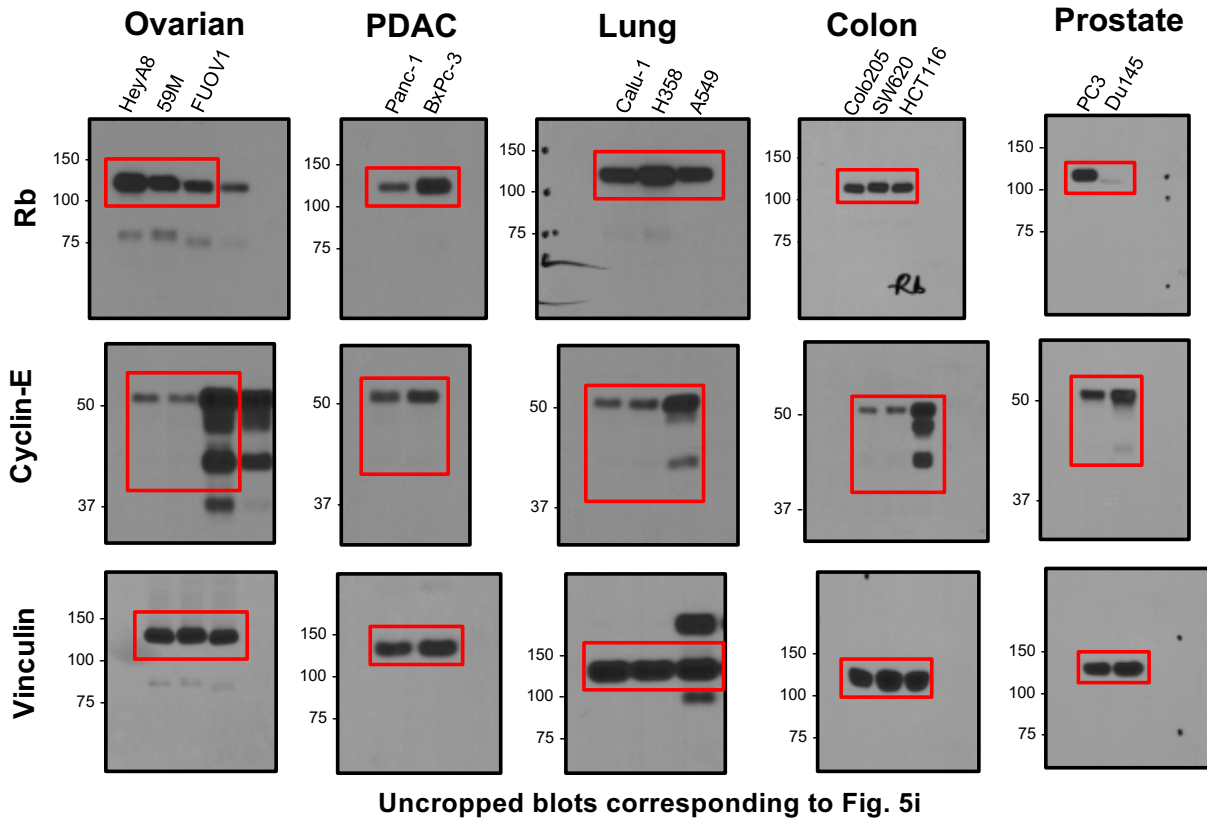 Ovarian PDAC Lung Colon Prostate
HeyA8 59M FUOV1 Panc-1 BxPc-3 Calu-1 H358 A549 Colo205 SW620 HCT116 PC3 Du145
Rb
150 100 75
150 100 75
150 100 75
150 100 75
150 100 75
Rb
Cyclin-E
50 37
50 37
50 37
50 37
50 37
Vinculin
150 100 75
150 100 75
150 100 75
150 100 75
150 100 75
Uncropped blots corresponding to Fig. 5i